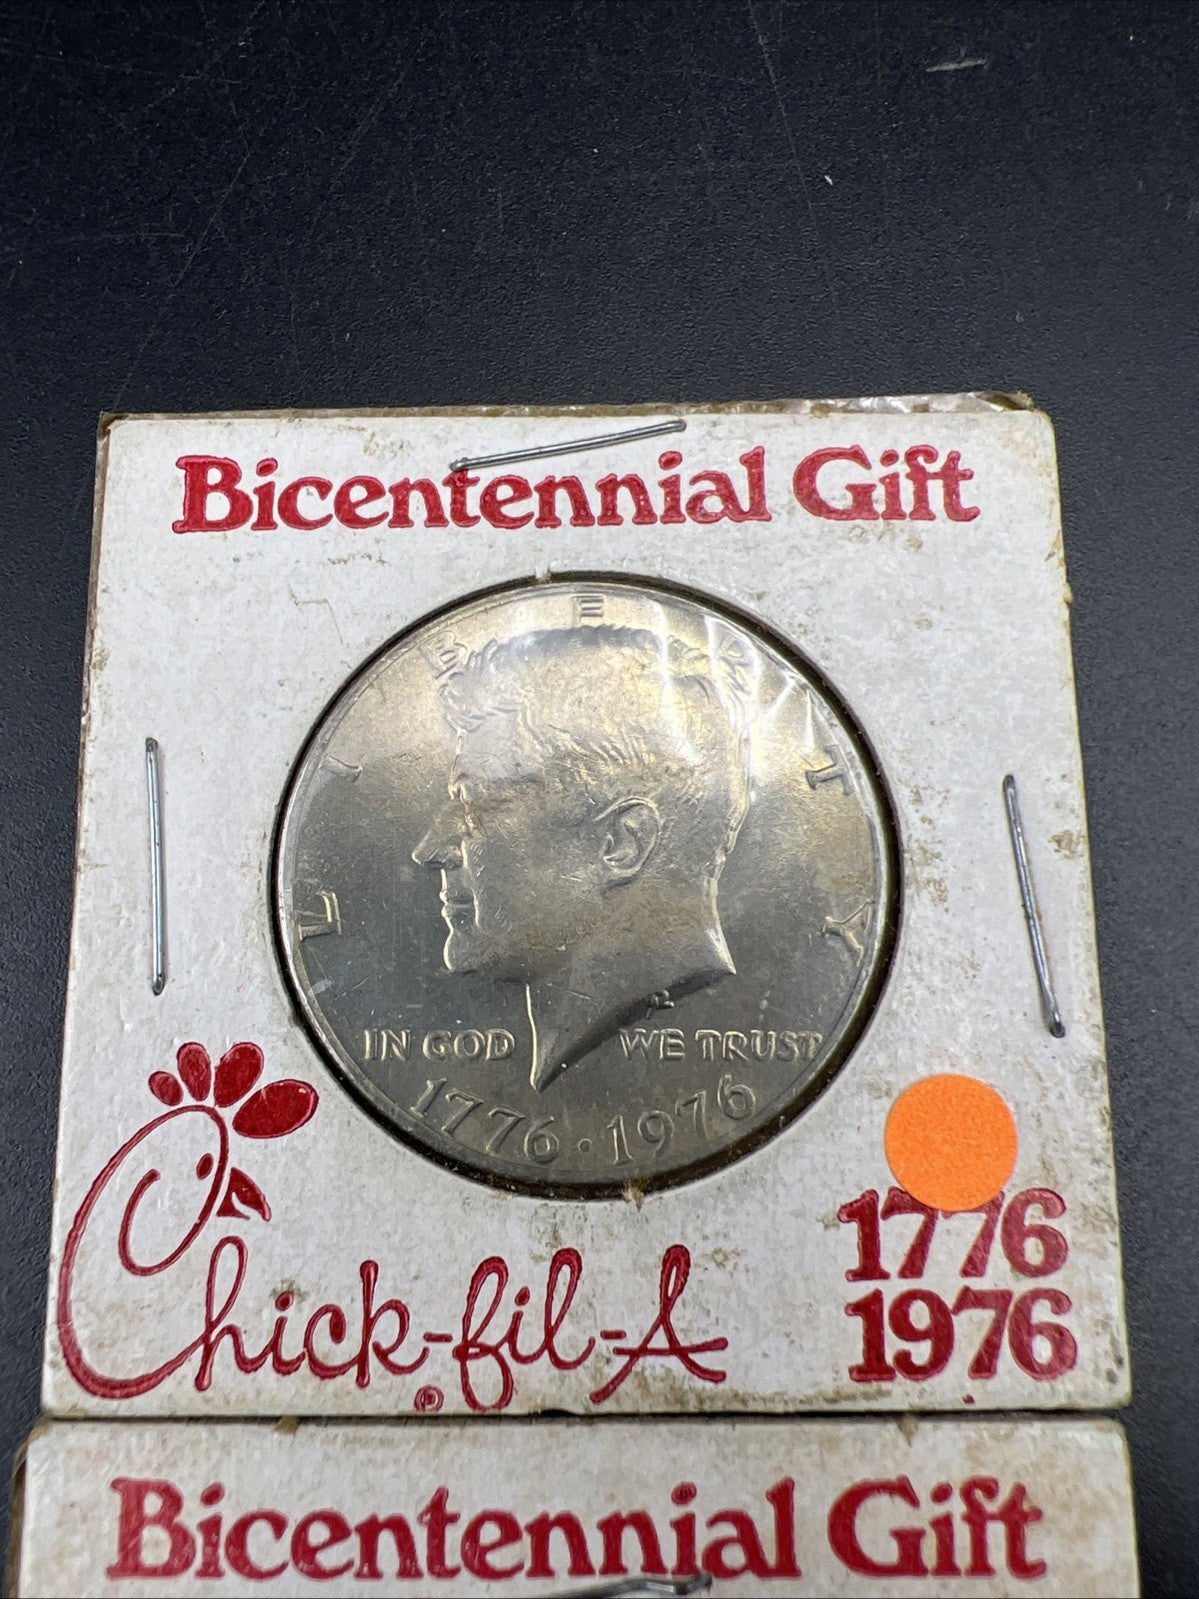 Bicentennial Gift
LIBERTY
IN GOD WE TRUST
1776 · 1976
Chick-fil-A ®
1776
1976
Bicentennial Gift